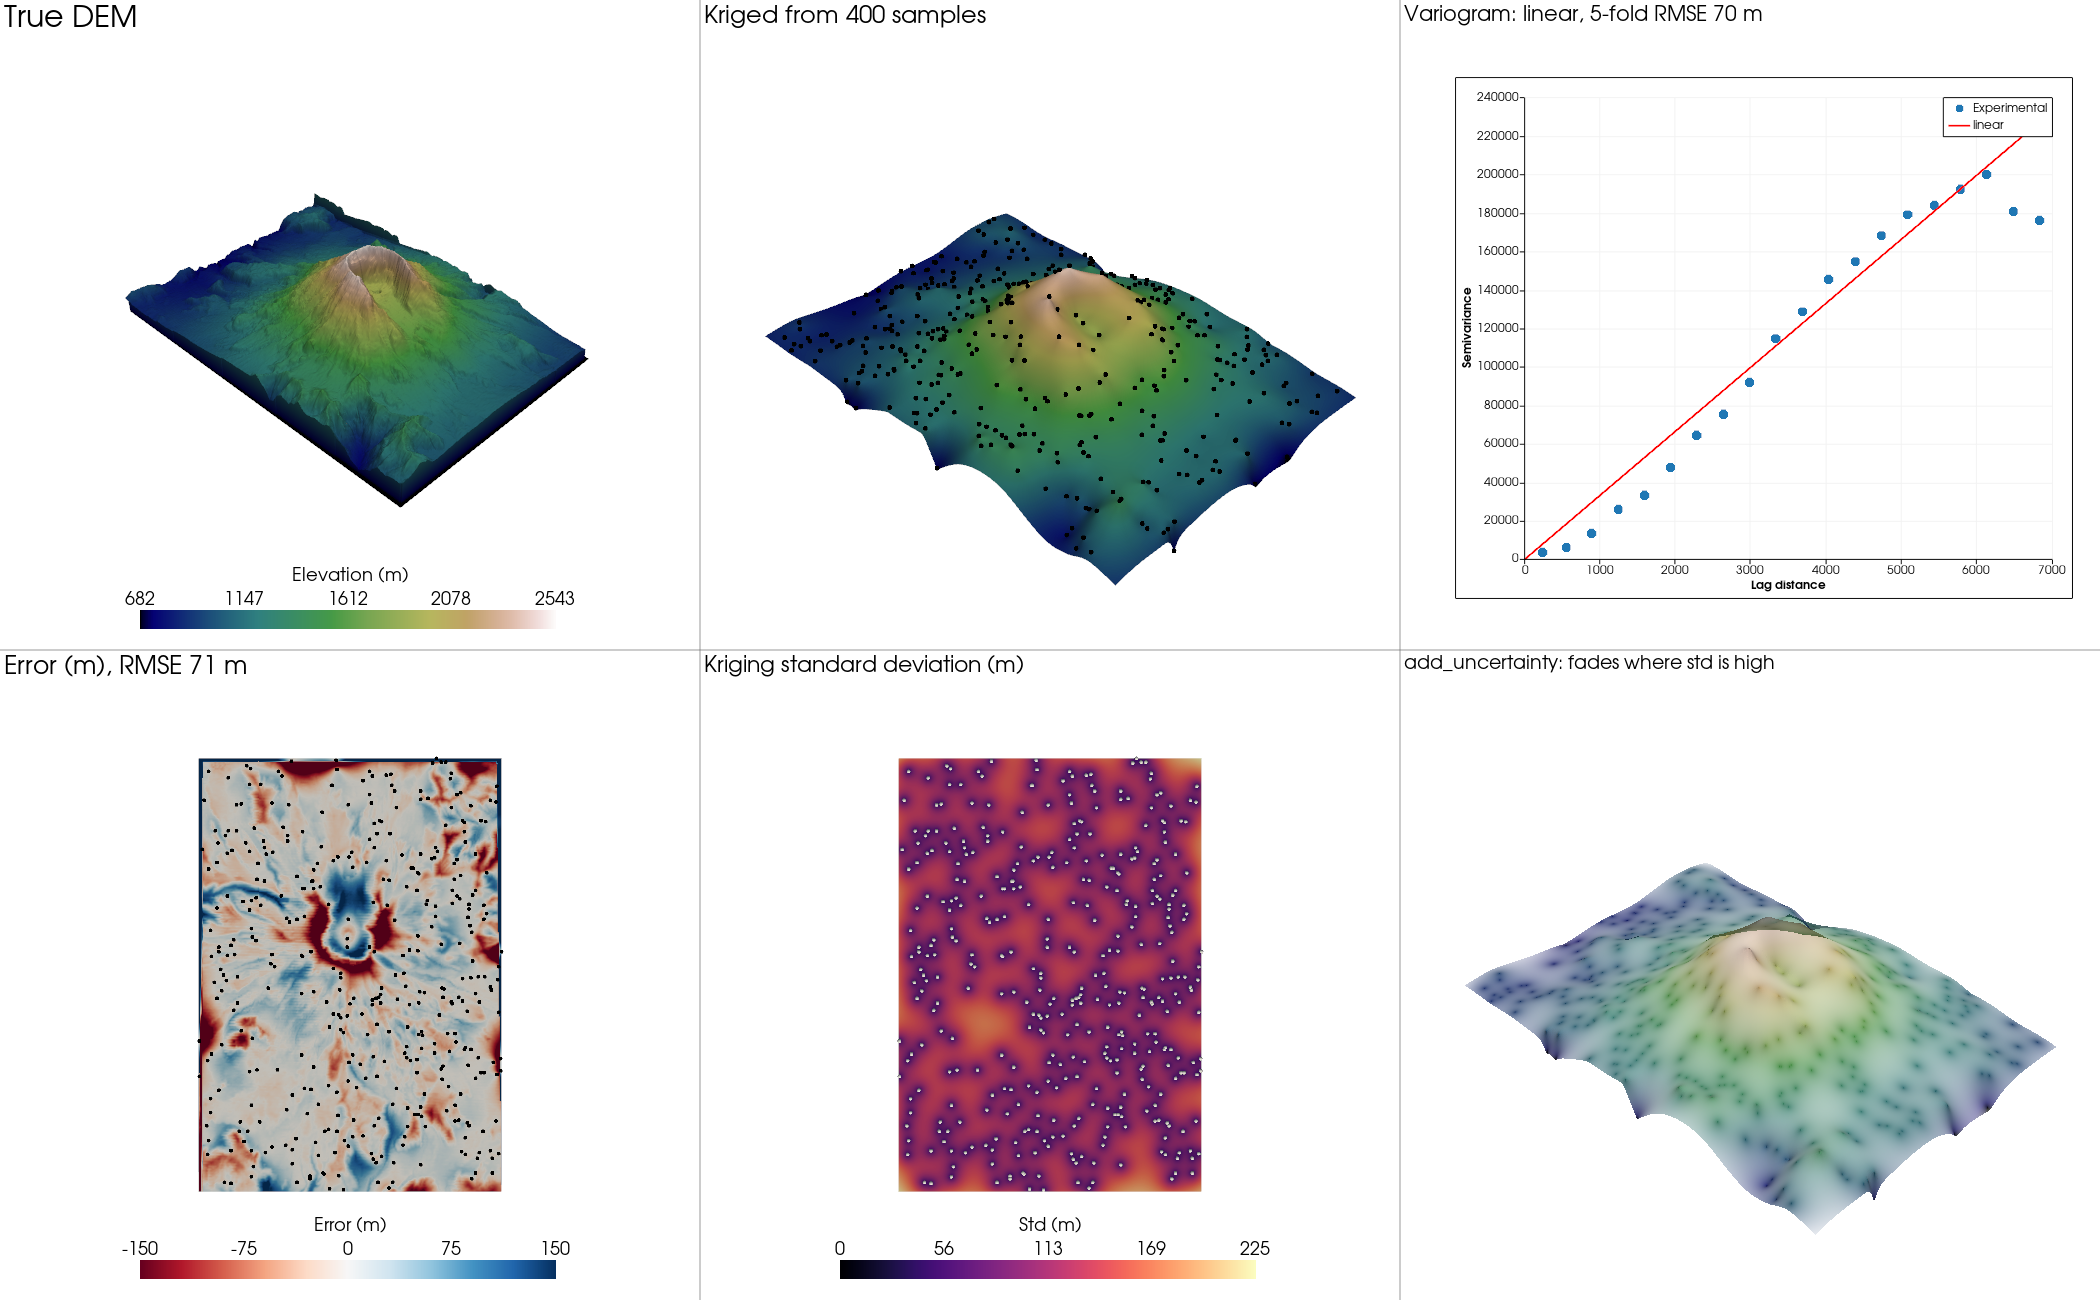 True DEM
Kriged from 400 samples
Variogram: linear, 5-fold RMSE 70 m
Elevation (m)
682 1147 1612 2078 2543
240000
220000
200000
180000
160000
140000
120000
100000
80000
60000
40000
20000
0
Semivariance
Experimental
linear
0 1000 2000 3000 4000 5000 6000 7000
Lag distance
Error (m), RMSE 71 m
Kriging standard deviation (m)
add_uncertainty: fades where std is high
Error (m)
-150 -75 0 75 150
Std (m)
0 56 113 169 225